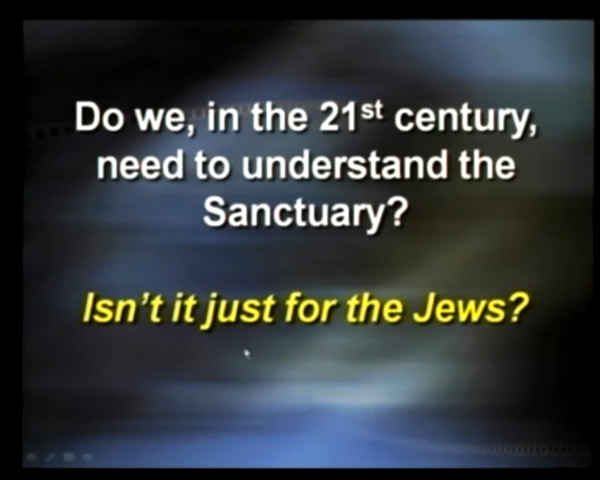 Do we, in the 21st century,
need to understand the
Sanctuary?
Isn't it just for the Jews?